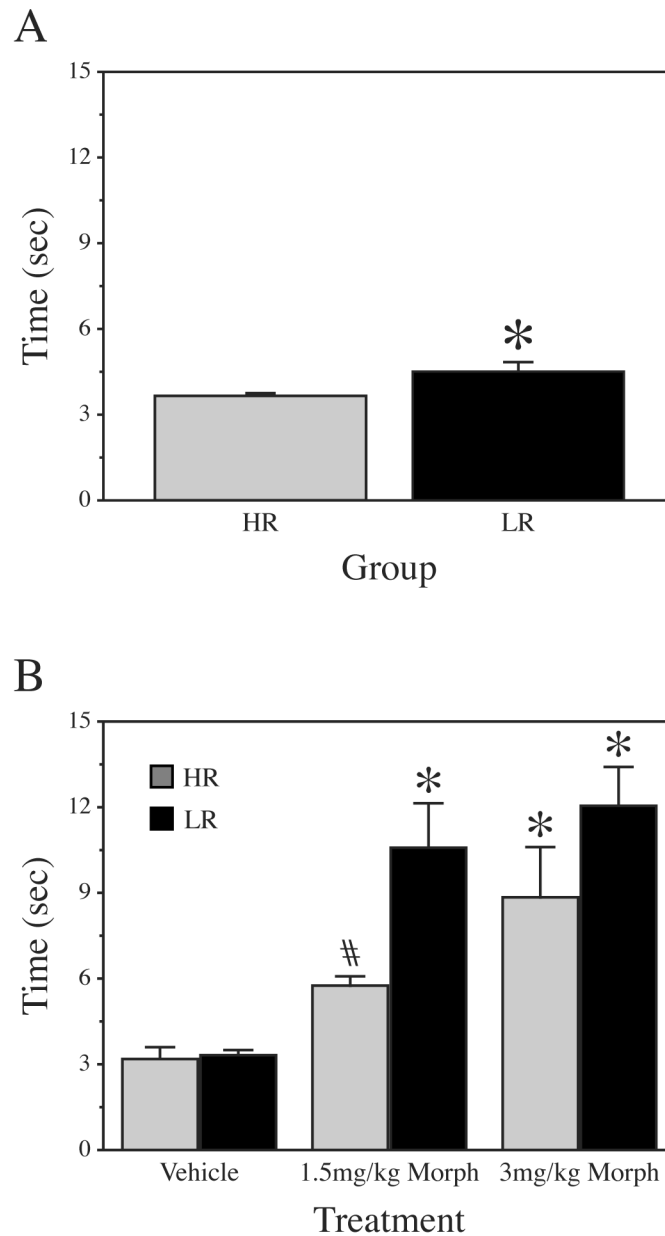 A
15
12
9
6
3
0
Time (sec)
*
HR
LR
Group
B
15
12
9
6
3
0
Time (sec)
HR
LR
#
*
*
*
Vehicle
1.5mg/kg Morph
3mg/kg Morph
Treatment